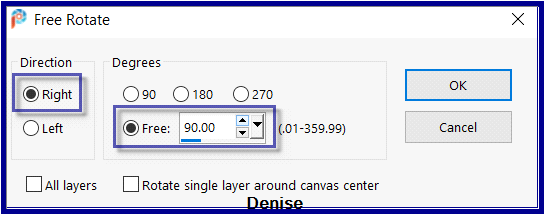 Free Rotate
Direction
Right
Left
Degrees
90 180 270
Free: 90.00 (.01-359.99)
OK
Cancel
All layers
Rotate single layer around canvas center
Denise